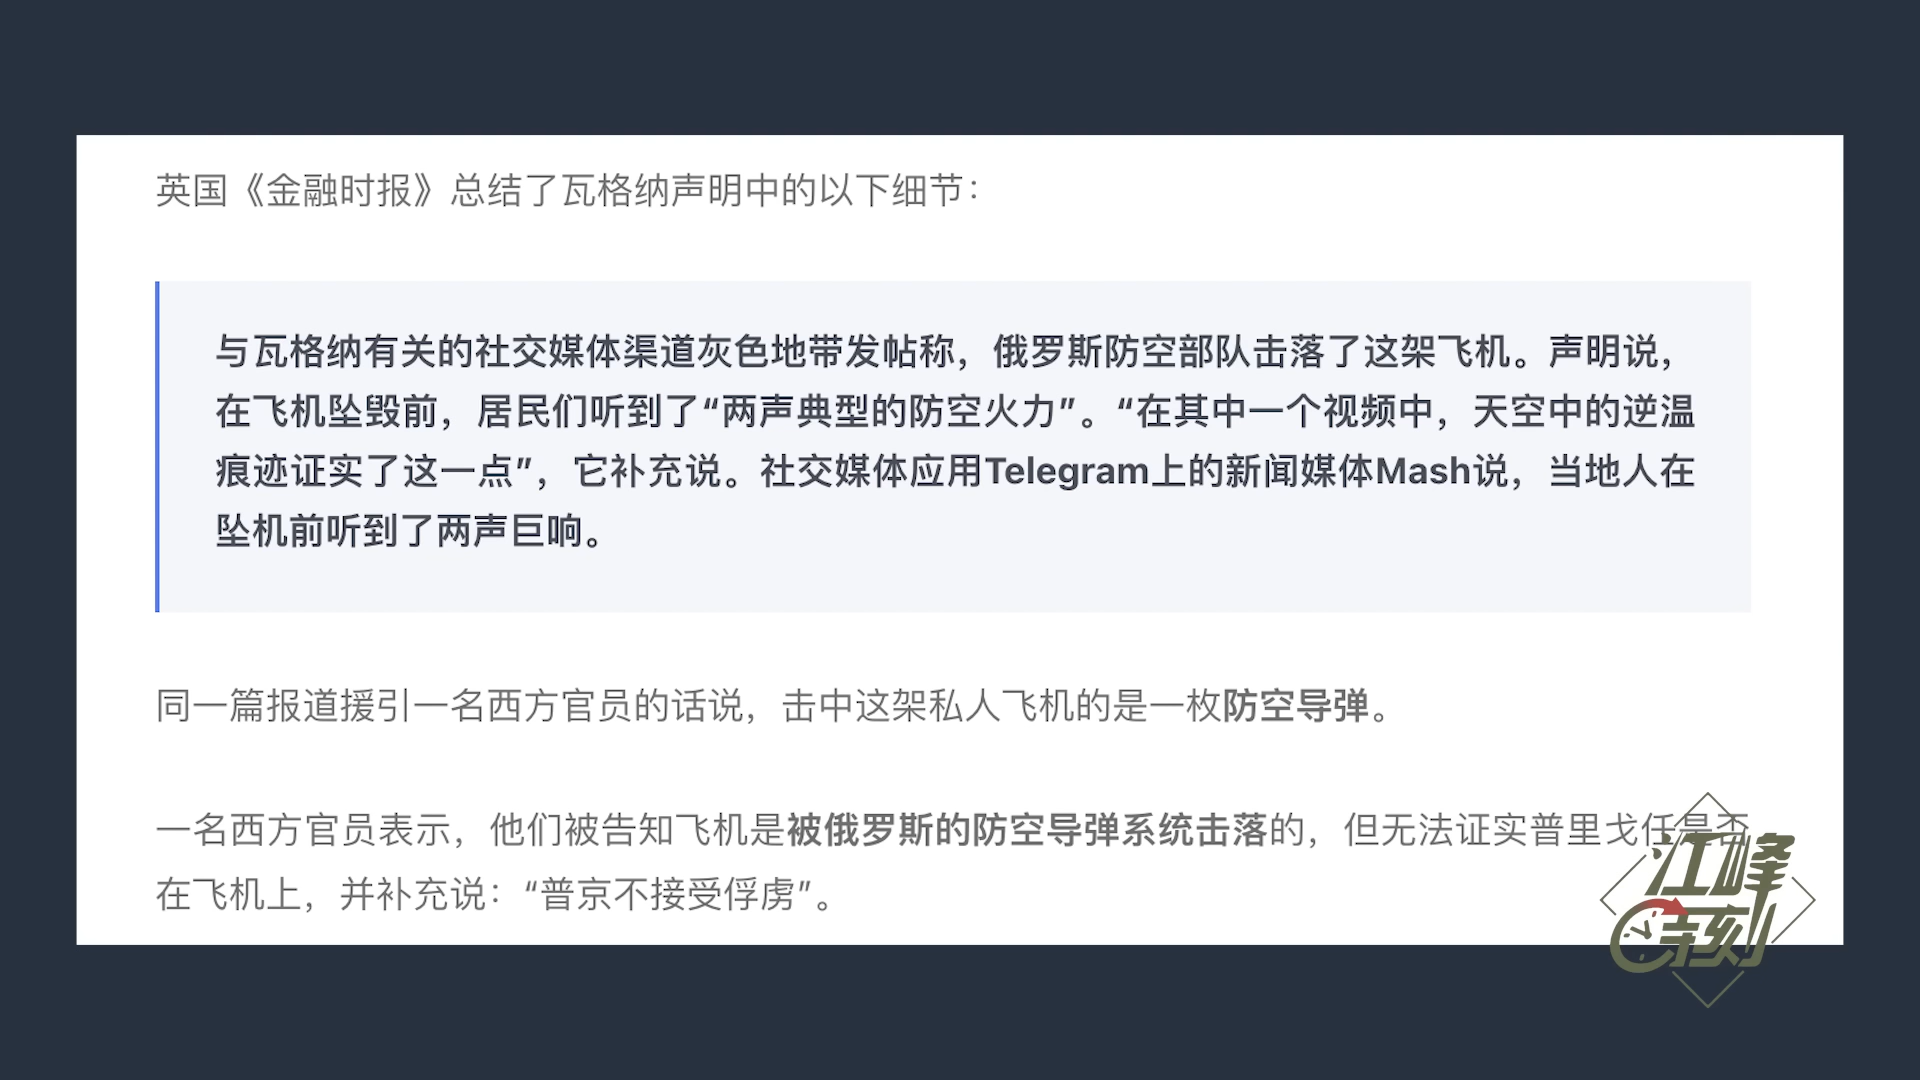 英国《金融时报》总结了瓦格纳声明中的以下细节：
与瓦格纳有关的社交媒体渠道灰色地带发帖称，俄罗斯防空部队击落了这架飞机。声明说，
在飞机坠毁前，居民们听到了“两声典型的防空火力”。“在其中一个视频中，天空中的逆温
痕迹证实了这一点”，它补充说。社交媒体应用Telegram上的新闻媒体Mash说，当地人在
坠机前听到了两声巨响。
同一篇报道援引一名西方官员的话说，击中这架私人飞机的是一枚防空导弹。
一名西方官员表示，他们被告知飞机是被俄罗斯的防空导弹系统击落的，但无法证实普里戈任是否
在飞机上，并补充说：“普京不接受俘虏”。
江峰
时刻